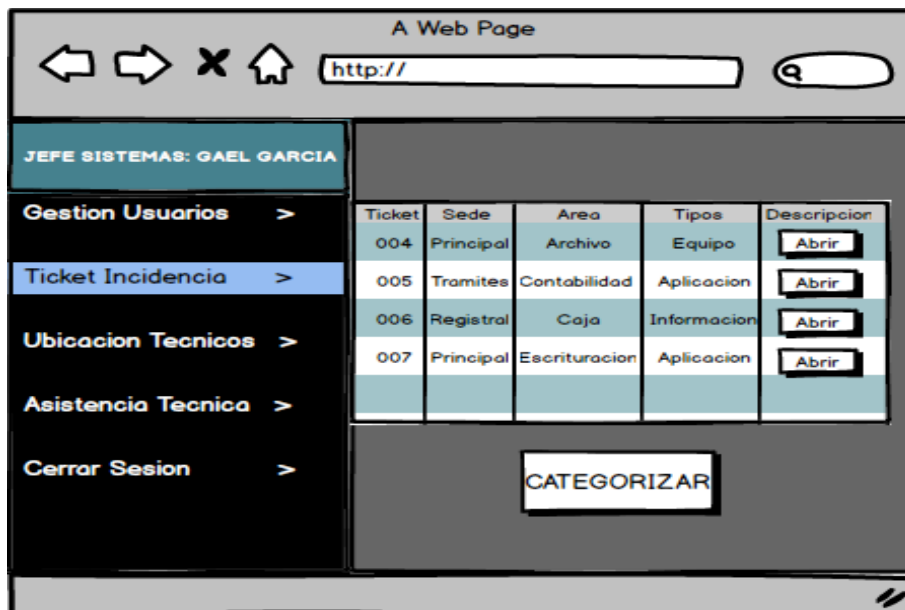 A Web Page
http://
JEFE SISTEMAS: GAEL GARCIA
Gestion Usuarios >
Ticket Incidencia >
Ubicacion Tecnicos >
Asistencia Tecnica >
Cerrar Sesion >
Ticket Sede Area Tipos Descripcion
004 Principal Archivo Equipo Abrir
005 Tramites Contabilidad Aplicacion Abrir
006 Registral Caja Informacion Abrir
007 Principal Escrituracion Aplicacion Abrir
CATEGORIZAR